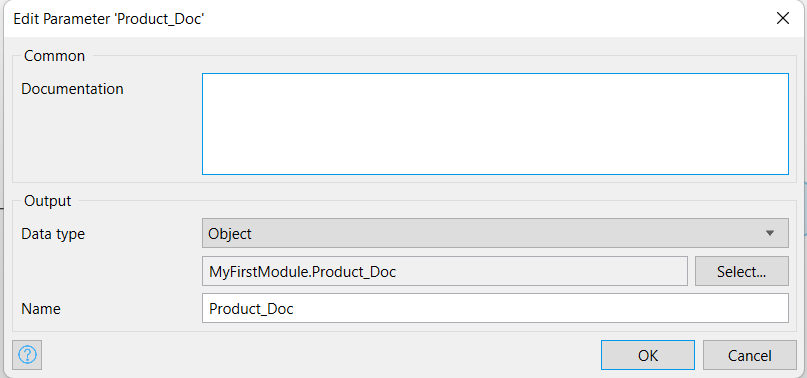 Edit Parameter 'Product_Doc'
Common
Documentation
Output
Data type
Object
MyFirstModule.Product_Doc
Select...
Name
Product_Doc
?
OK
Cancel